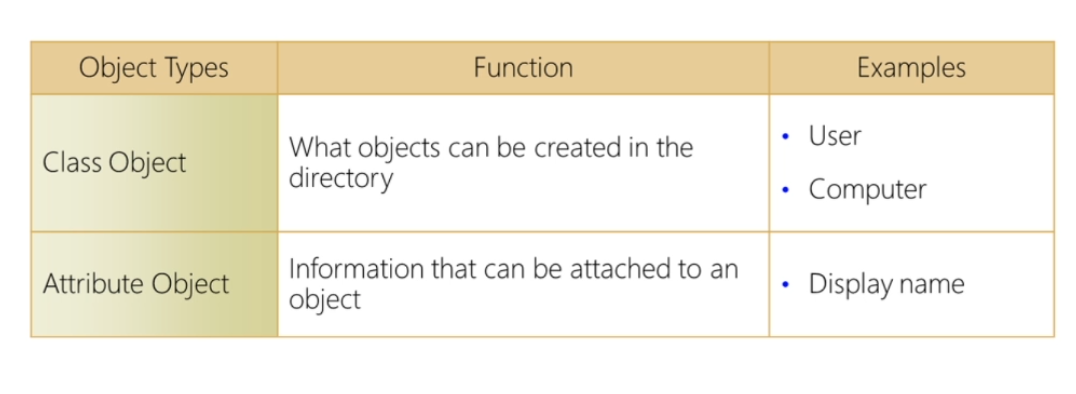 Object Types
Function
Examples
Class Object
What objects can be created in the
directory
• User
• Computer
Attribute Object
Information that can be attached to an
object
• Display name